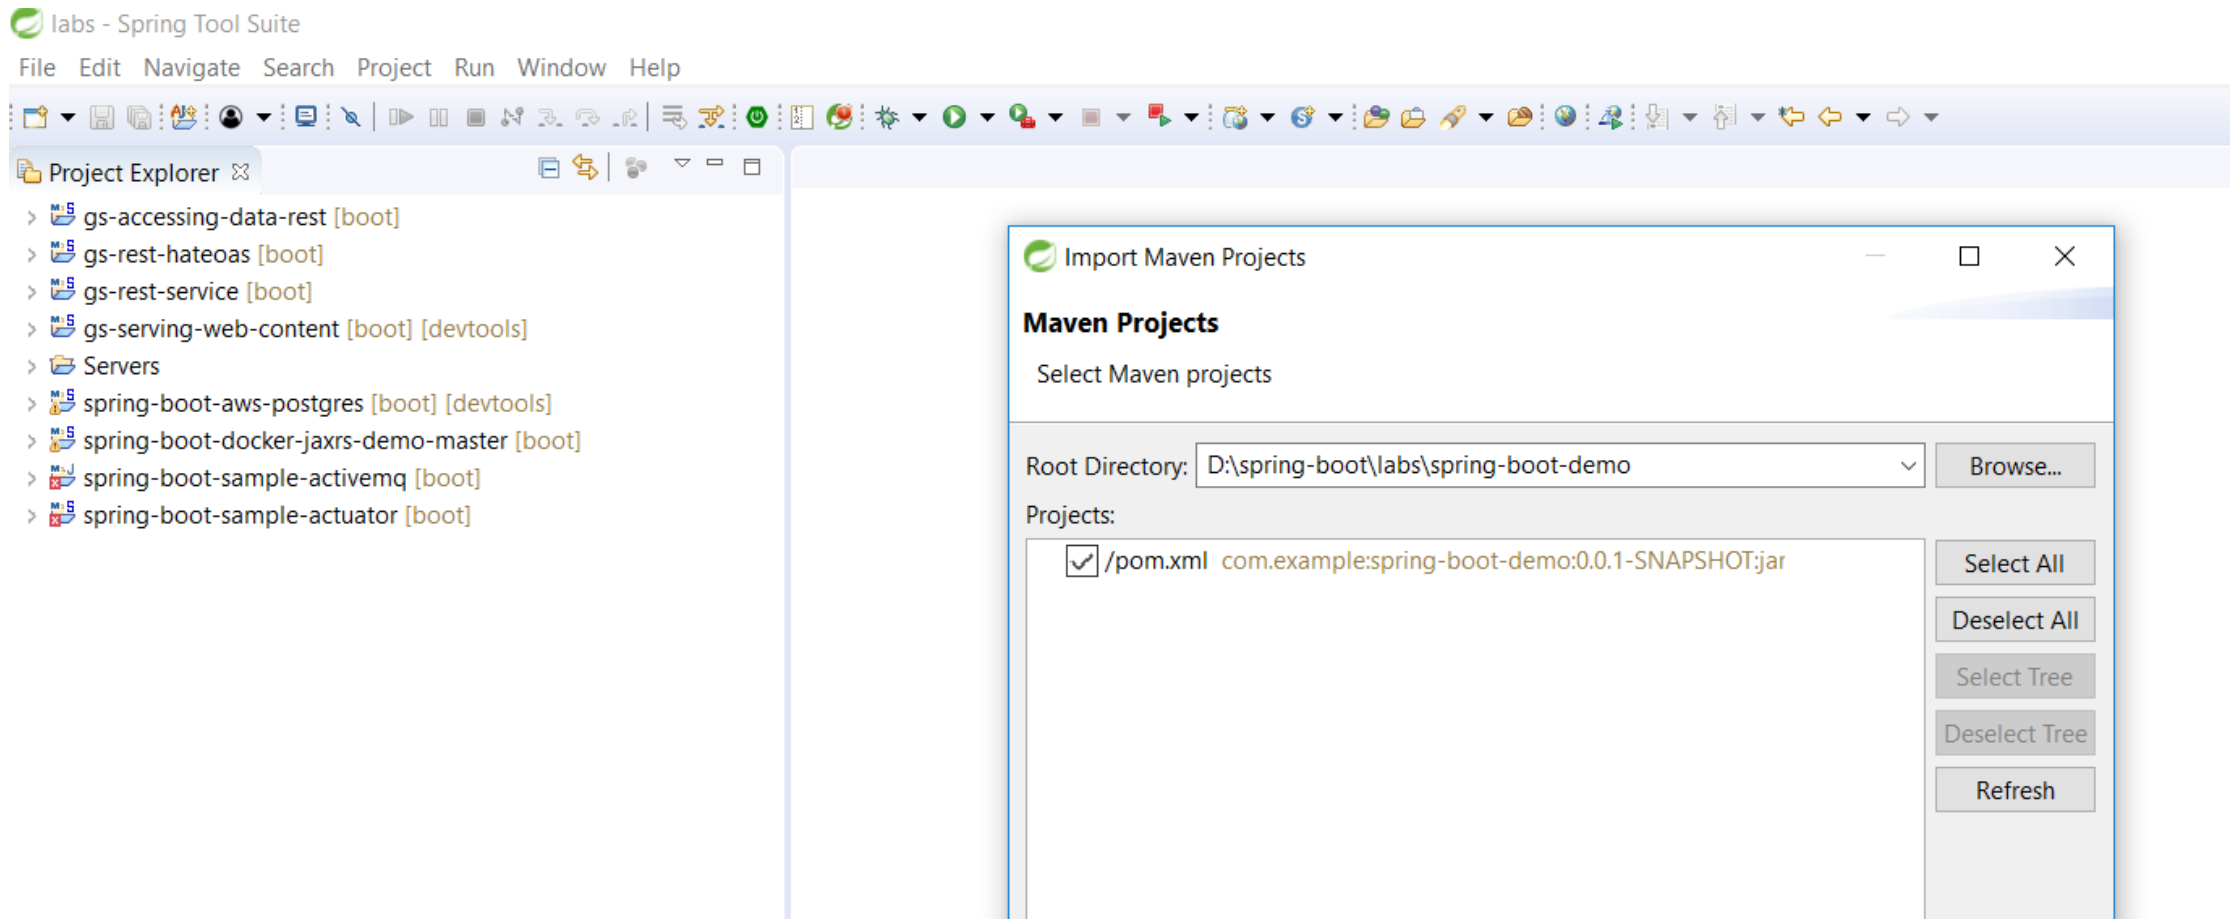 labs - Spring Tool Suite
File Edit Navigate Search Project Run Window Help
Project Explorer
gs-accessing-data-rest [boot]
gs-rest-hateoas [boot]
gs-rest-service [boot]
gs-serving-web-content [boot] [devtools]
Servers
spring-boot-aws-postgres [boot] [devtools]
spring-boot-docker-jaxrs-demo-master [boot]
spring-boot-sample-activemq [boot]
spring-boot-sample-actuator [boot]
Import Maven Projects
Maven Projects
Select Maven projects
Root Directory: D:\spring-boot\labs\spring-boot-demo Browse...
Projects:
/pom.xml com.example:spring-boot-demo:0.0.1-SNAPSHOT:jar
Select All
Deselect All
Select Tree
Deselect Tree
Refresh